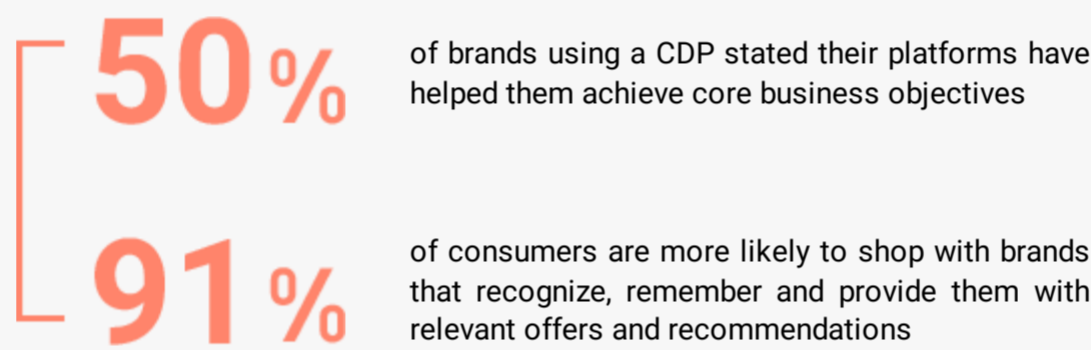 50%
of brands using a CDP stated their platforms have
helped them achieve core business objectives
91%
of consumers are more likely to shop with brands
that recognize, remember and provide them with
relevant offers and recommendations